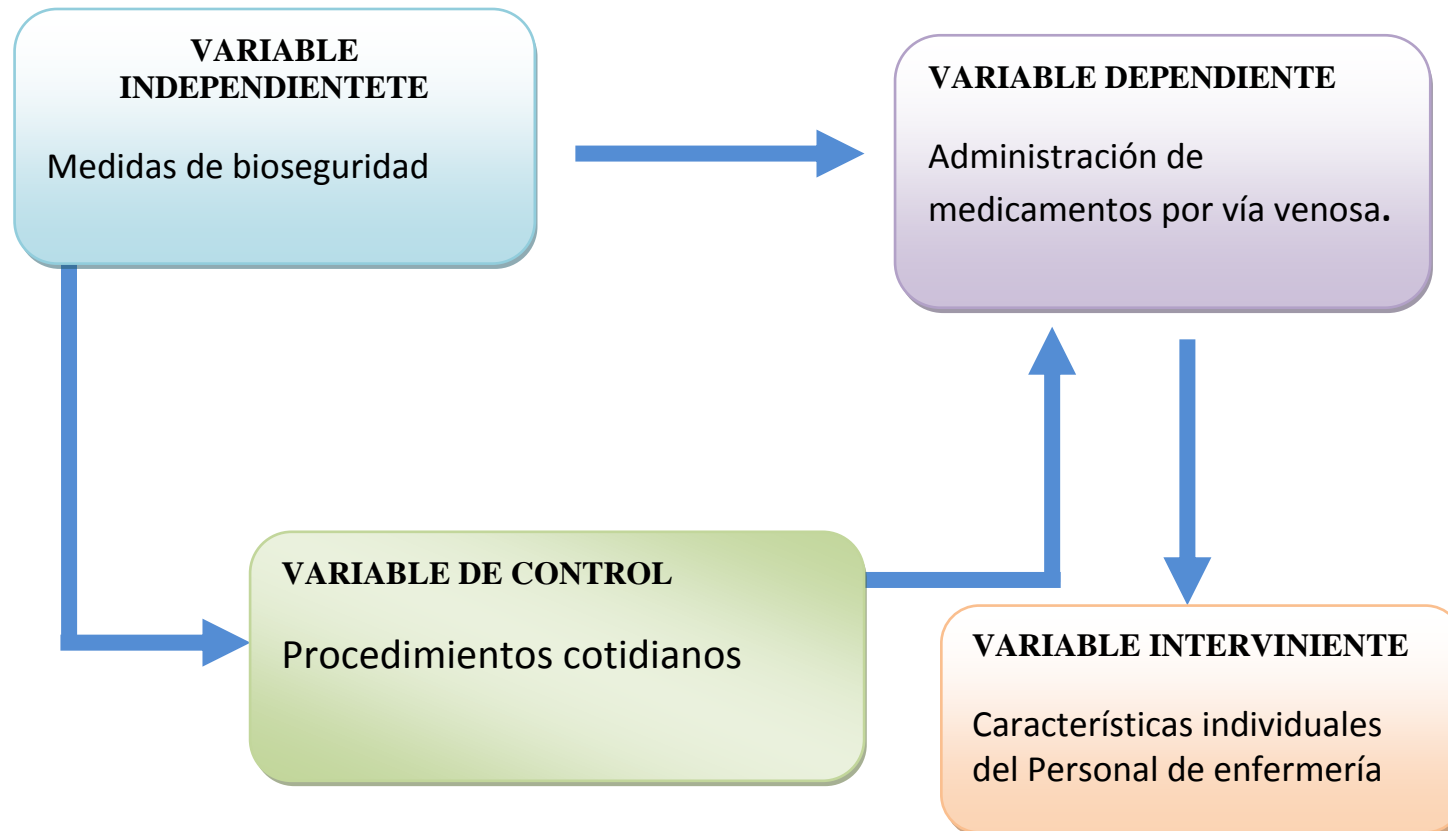 VARIABLE
INDEPENDIENTETE
Medidas de bioseguridad
VARIABLE DEPENDIENTE
Administración de
medicamentos por vía venosa.
VARIABLE DE CONTROL
Procedimientos cotidianos
VARIABLE INTERVINIENTE
Características individuales
del Personal de enfermería